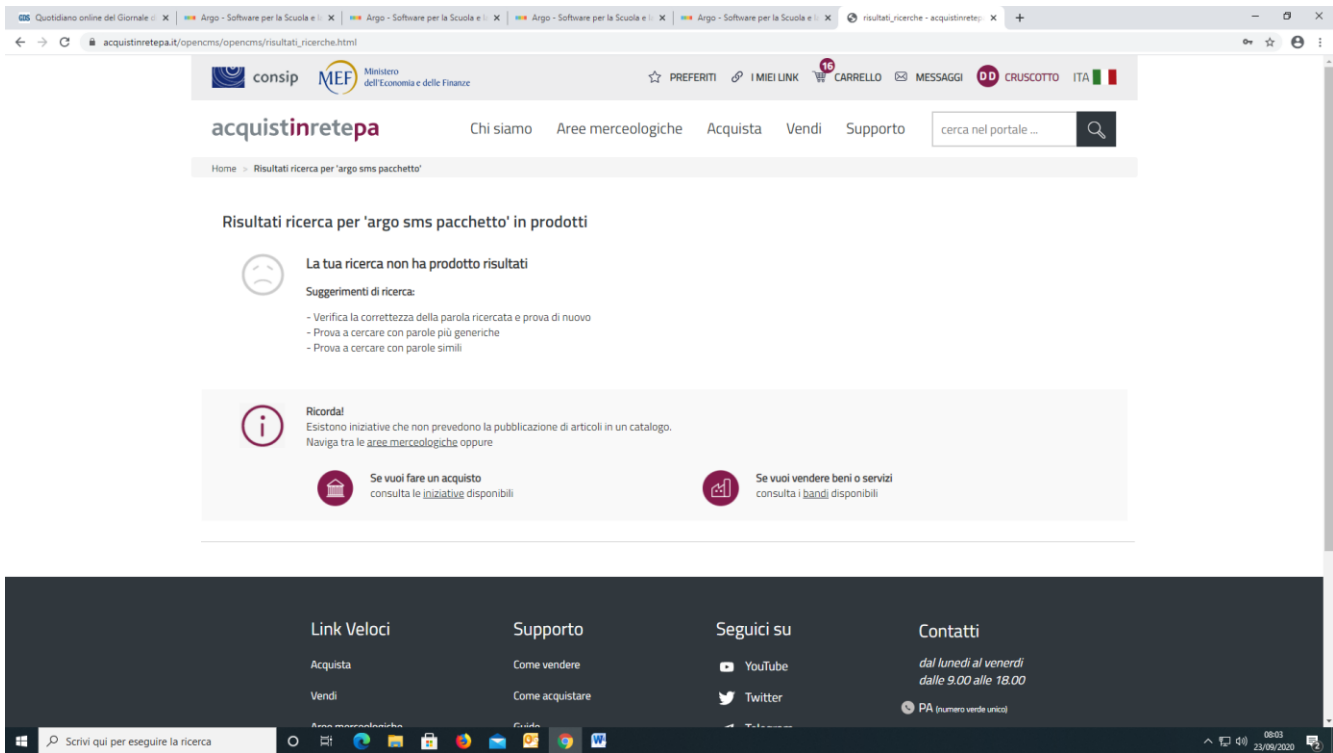 Quotidiano online del Giornale d
Argo - Software per la Scuola e l
Argo - Software per la Scuola e l
Argo - Software per la Scuola e l
Argo - Software per la Scuola e l
risultati_ricerche - acquistinretep
acquistinretepa.it/opencms/opencms/risultati_ricerche.html
consip
MEF
Ministero
dell'Economia e delle Finanze
PREFERITI
I MIEI LINK
16
CARRELLO
MESSAGGI
DD
CRUSCOTTO
ITA
acquistinretepa
Chi siamo
Aree merceologiche
Acquista
Vendi
Supporto
cerca nel portale ...
Home > Risultati ricerca per 'argo sms pacchetto'
Risultati ricerca per 'argo sms pacchetto' in prodotti
La tua ricerca non ha prodotto risultati
Suggerimenti di ricerca:
- Verifica la correttezza della parola ricercata e prova di nuovo
- Prova a cercare con parole più generiche
- Prova a cercare con parole simili
Ricorda!
Esistono iniziative che non prevedono la pubblicazione di articoli in un catalogo.
Naviga tra le aree merceologiche oppure
Se vuoi fare un acquisto
consulta le iniziative disponibili
Se vuoi vendere beni o servizi
consulta i bandi disponibili
Link Veloci
Acquista
Vendi
Aree merceologiche
Supporto
Come vendere
Come acquistare
Guide
Seguici su
YouTube
Twitter
Telegram
Contatti
dal lunedi al venerdi
dalle 9.00 alle 18.00
PA (numero verde unico)
Scrivi qui per eseguire la ricerca
08:03
23/09/2020
2